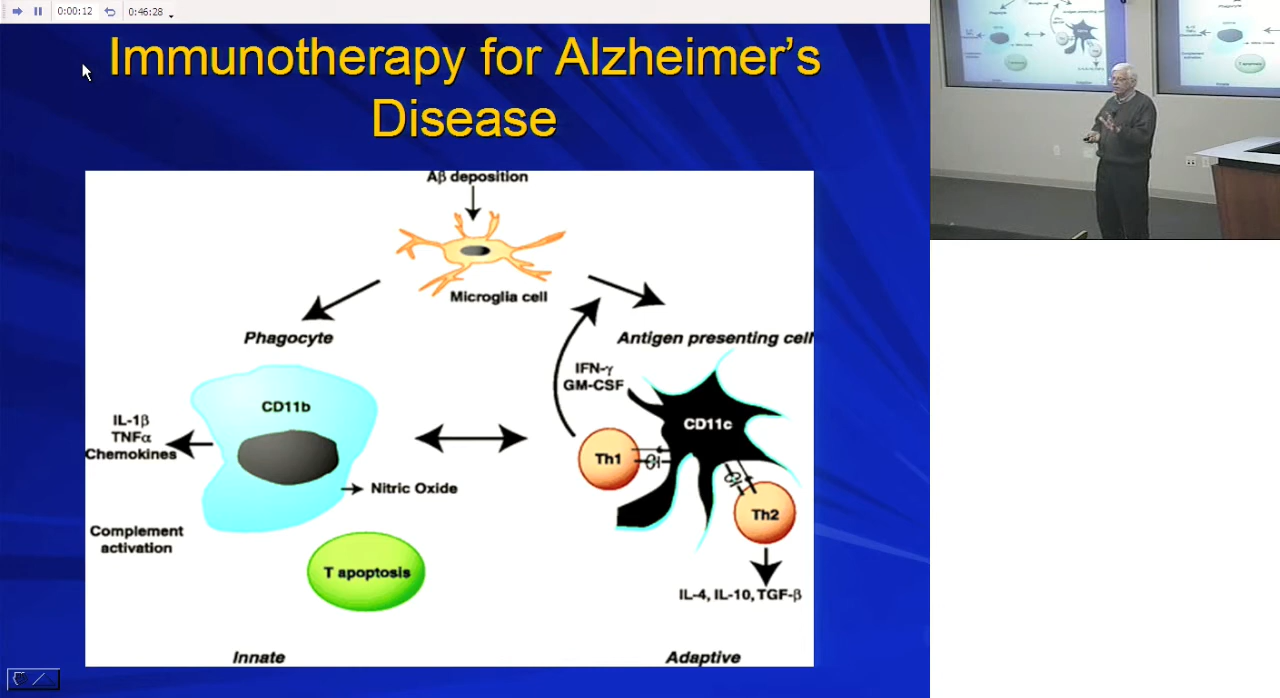 0:00:12 0:46:28
Immunotherapy for Alzheimer's
Disease
Aβ deposition
Microglia cell
Phagocyte
Antigen presenting cell
IFN-γ
GM-CSF
CD11b
CD11c
IL-1β
TNFα
Chemokines
Th1
Nitric Oxide
Th2
Complement
activation
T apoptosis
IL-4, IL-10, TGF-β
Innate
Adaptive